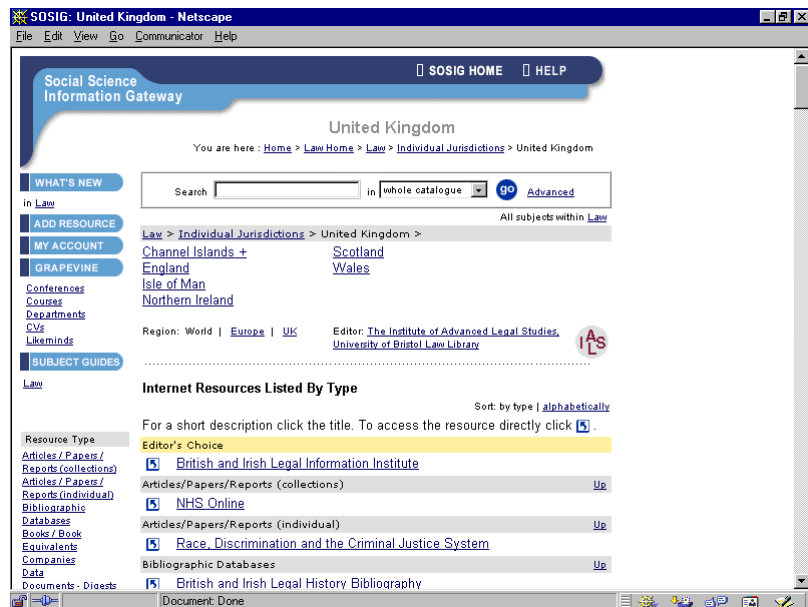 SOSIG: United Kingdom - Netscape
File Edit View Go Communicator Help
Social Science
Information Gateway
SOSIG HOME HELP
United Kingdom
You are here : Home > Law Home > Law > Individual Jurisdictions > United Kingdom
WHAT'S NEW
in Law
ADD RESOURCE
MY ACCOUNT
GRAPEVINE
Conferences
Courses
Departments
CVs
Likeminds
SUBJECT GUIDES
Law
Resource Type
Articles / Papers /
Reports (collections)
Articles / Papers /
Reports (individual)
Bibliographic
Databases
Books / Book
Equivalents
Companies
Data
Documents - Digests
Search in whole catalogue go Advanced
All subjects within Law
Law > Individual Jurisdictions > United Kingdom >
Channel Islands + Scotland
England Wales
Isle of Man
Northern Ireland
Region: World | Europe | UK
Editor: The Institute of Advanced Legal Studies,
University of Bristol Law Library
IALS
Internet Resources Listed By Type
Sort: by type | alphabetically
For a short description click the title. To access the resource directly click .
Editor's Choice
British and Irish Legal Information Institute
Articles/Papers/Reports (collections) Up
NHS Online
Articles/Papers/Reports (individual) Up
Race, Discrimination and the Criminal Justice System
Bibliographic Databases Up
British and Irish Legal History Bibliography
Document: Done